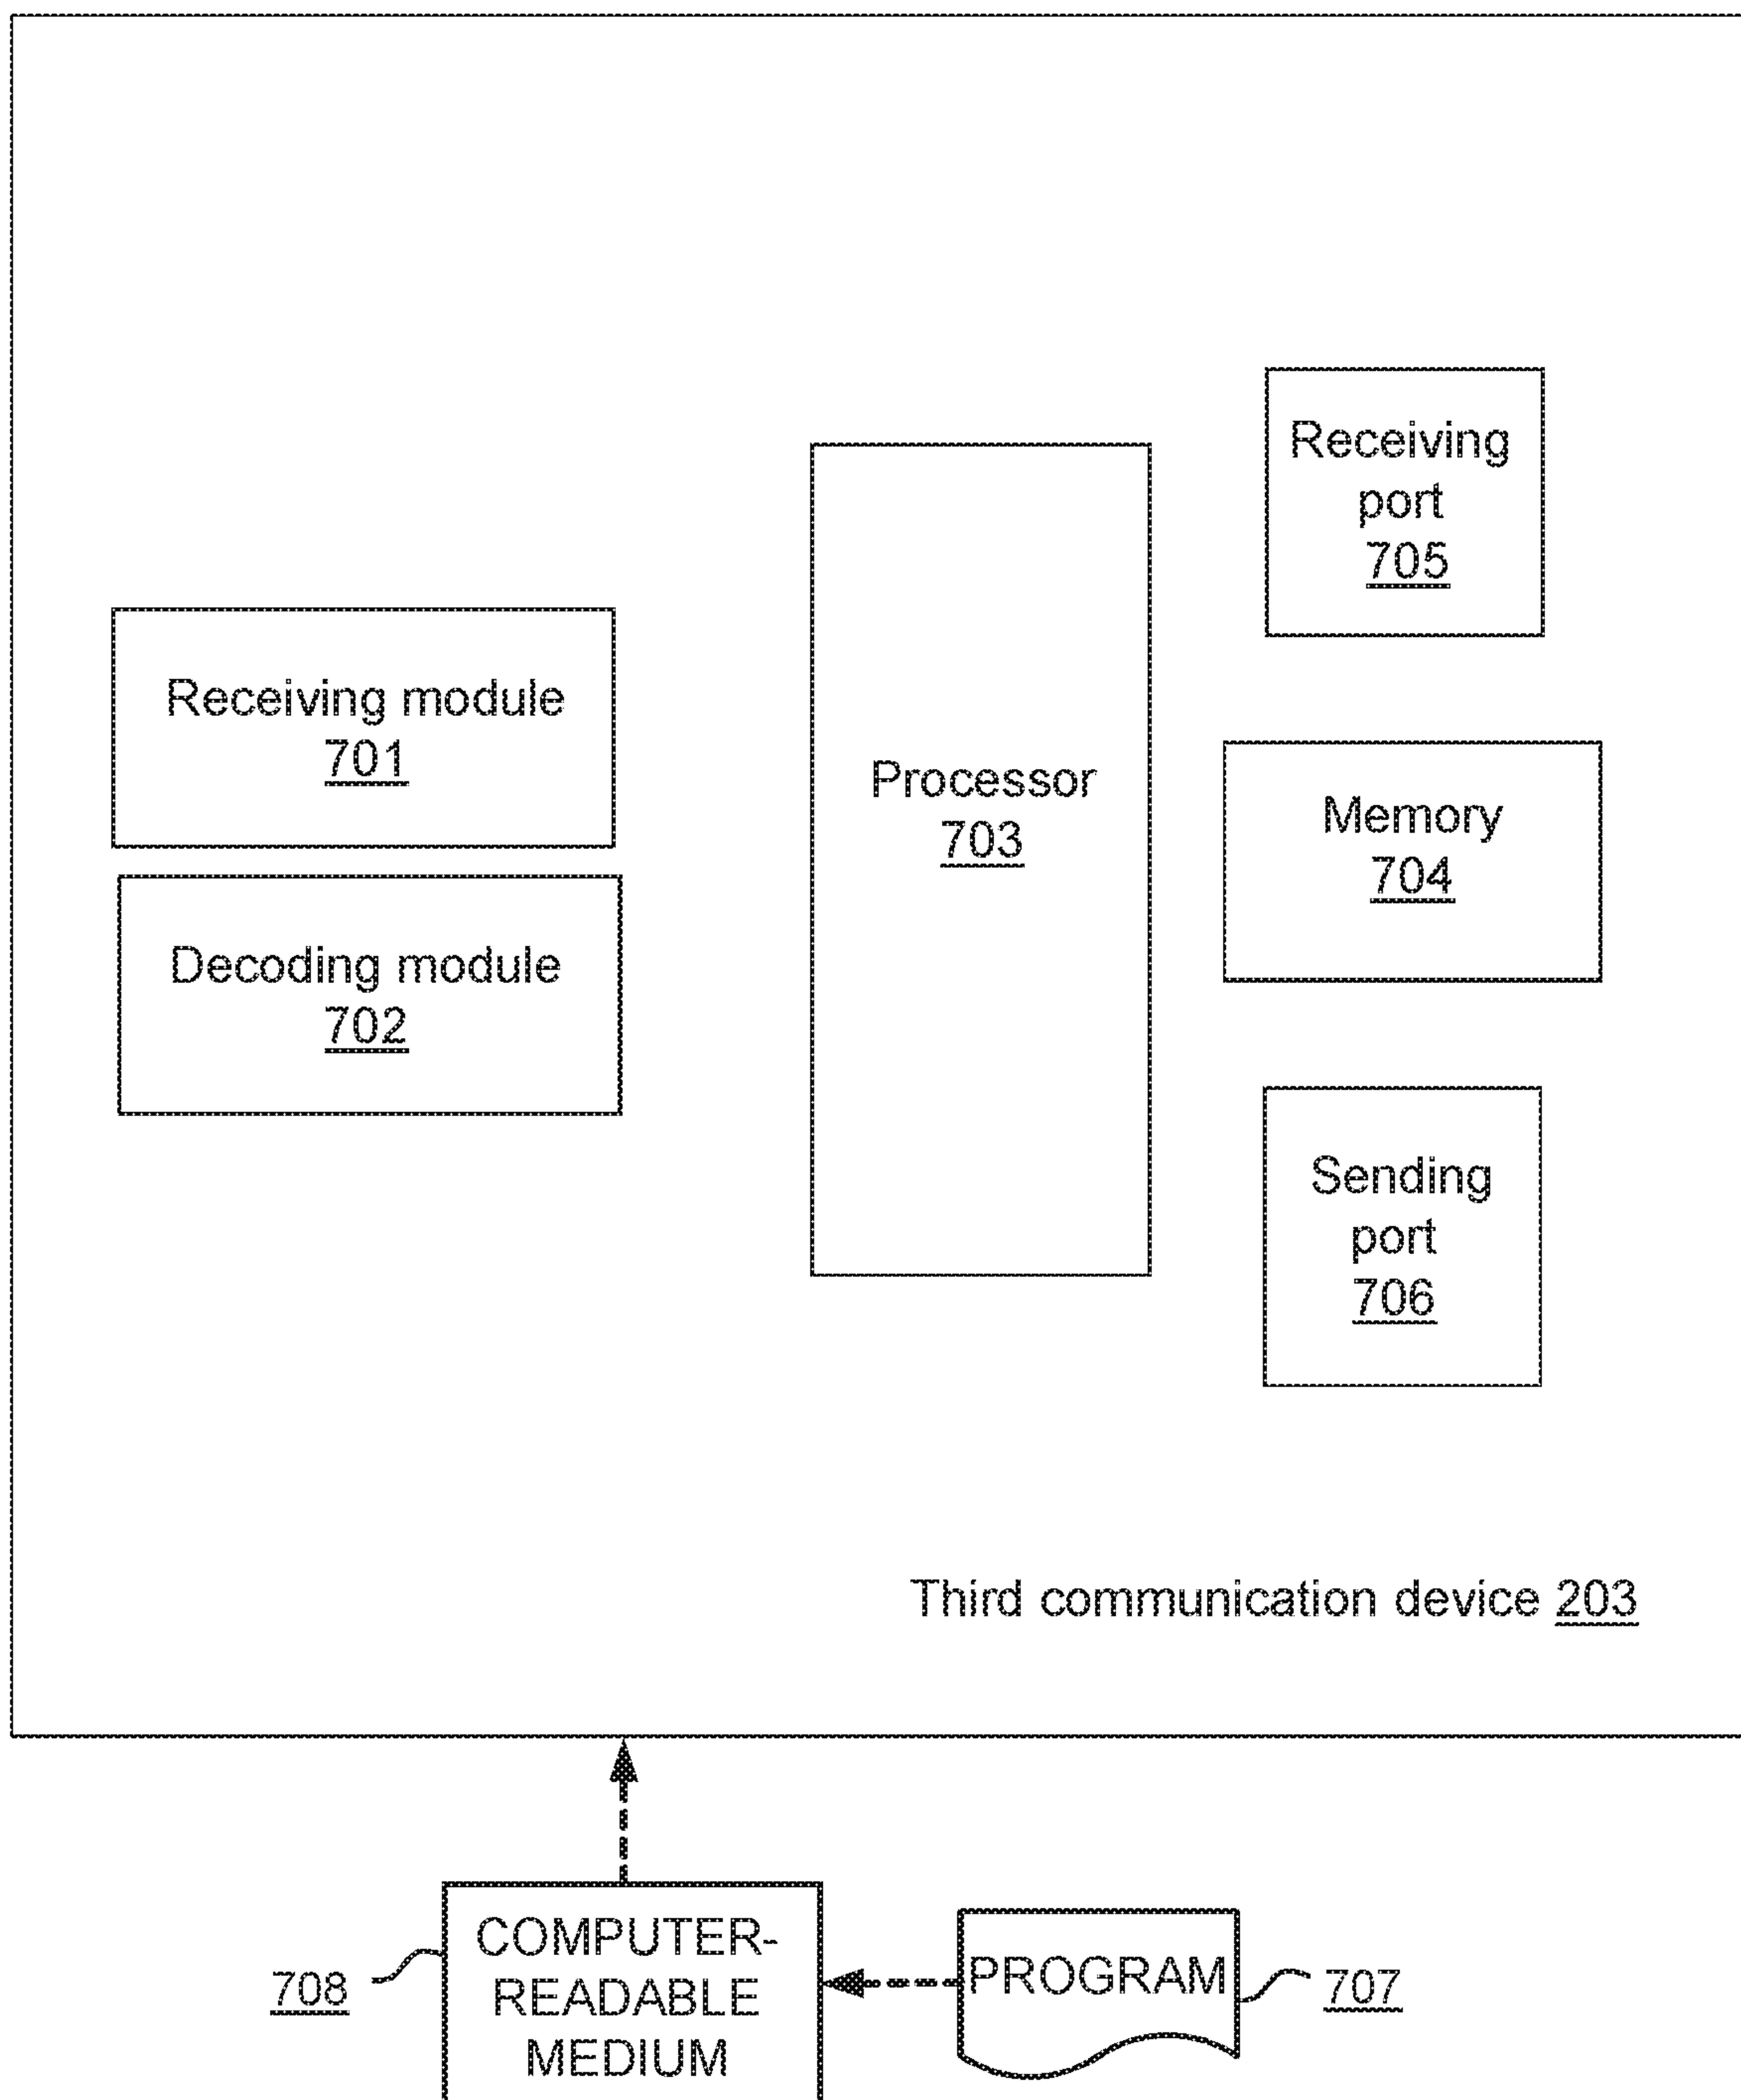 Receiving
port
705
Receiving module
701
Processor
703
Memory
704
Decoding module
702
Sending
port
706
Third communication device 203
COMPUTER-
READABLE
MEDIUM
708
PROGRAM
707